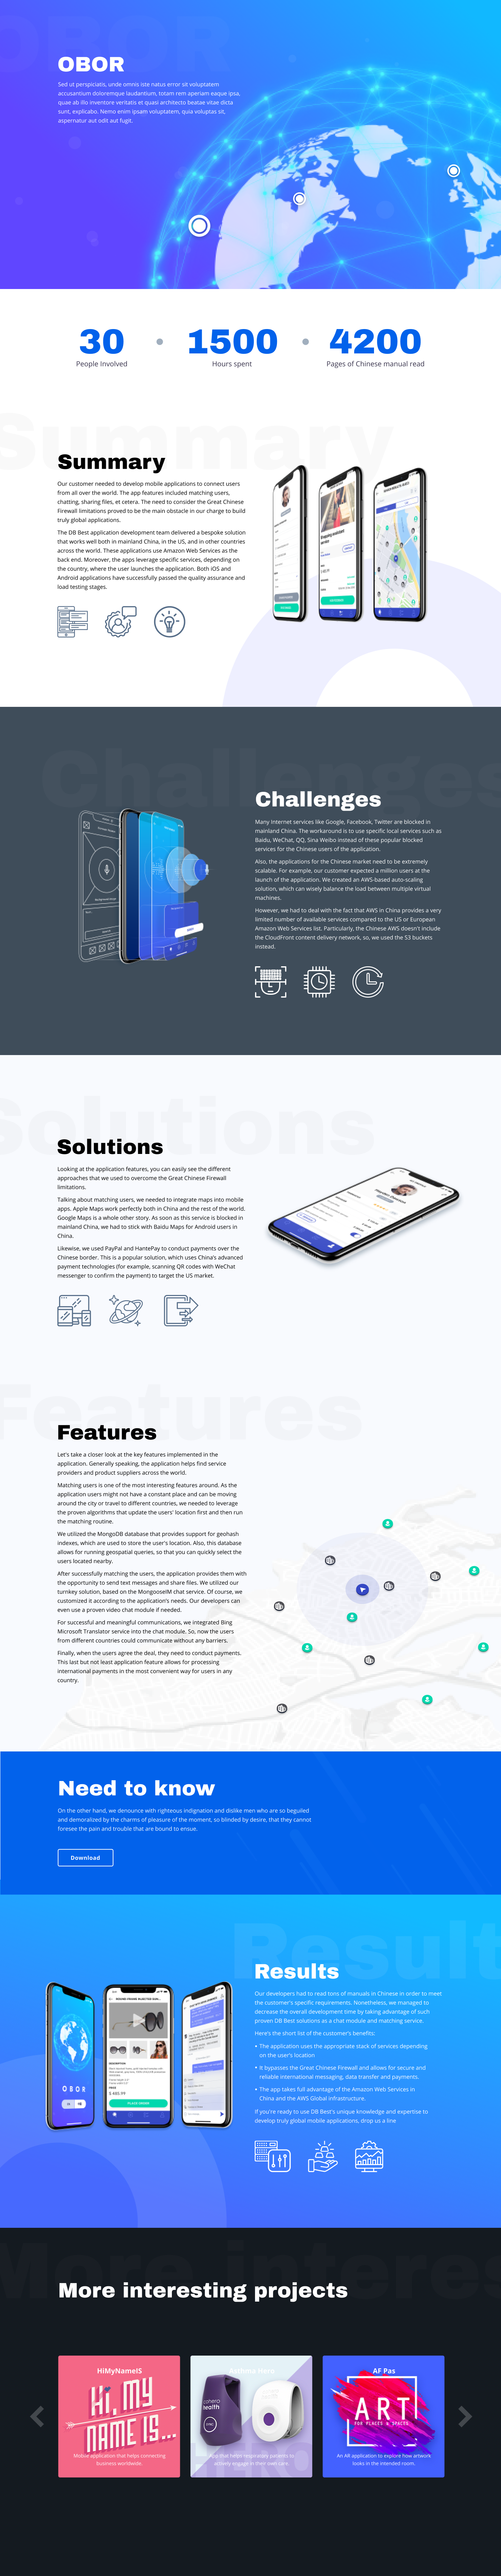 OBOR
Sed ut perspiciatis, unde omnis iste natus error sit voluptatem
accusantium doloremque laudantium, totam rem aperiam eaque ipsa,
quae ab illo inventore veritatis et quasi architecto beatae vitae dicta
sunt, explicabo. Nemo enim ipsam voluptatem, quia voluptas sit,
aspernatur aut odit aut fugit.
30
People Involved
1500
Hours spent
4200
Pages of Chinese manual read
Summary
Summary
Our customer needed to develop mobile applications to connect users
from all over the world. The app features included matching users,
chatting, sharing files, et cetera. The need to consider the Great Chinese
Firewall limitations proved to be the main obstacle in our charge to build
truly global applications.
The DB Best application development team delivered a bespoke solution
that works well both in mainland China, in the US, and in other countries
across the world. These applications use Amazon Web Services as the
back end. Moreover, the apps leverage specific services, depending on
the country, where the user launches the application. Both iOS and
Android applications have successfully passed the quality assurance and
load testing stages.
Challenges
Challenges
Many Internet services like Google, Facebook, Twitter are blocked in
mainland China. The workaround is to use specific local services such as
Baidu, WeChat, QQ, Sina Weibo instead of these popular blocked
services for the Chinese users of the application.
Also, the applications for the Chinese market need to be extremely
scalable. For example, our customer expected a million users at the
launch of the application. We created an AWS-based auto-scaling
solution, which can wisely balance the load between multiple virtual
machines.
However, we had to deal with the fact that AWS in China provides a very
limited number of available services compared to the US or European
Amazon Web Services list. Particularly, the Chinese AWS doesn't include
the CloudFront content delivery network, so, we used the S3 buckets
instead.
Solutions
Solutions
Looking at the application features, you can easily see the different
approaches that we used to overcome the Great Chinese Firewall
limitations.
Talking about matching users, we needed to integrate maps into mobile
apps. Apple Maps work perfectly both in China and the rest of the world.
Google Maps is a whole other story. As soon as this service is blocked in
mainland China, we had to stick with Baidu Maps for Android users in
China.
Likewise, we used PayPal and HantePay to conduct payments over the
Chinese border. This is a popular solution, which uses China's advanced
payment technologies (for example, scanning QR codes with WeChat
messenger to confirm the payment) to target the US market.
Features
Features
Let's take a closer look at the key features implemented in the
application. Generally speaking, the application helps find service
providers and product suppliers across the world.
Matching users is one of the most interesting features around. As the
application users might not have a constant place and can be moving
around the city or travel to different countries, we needed to leverage
the proven algorithms that update the users' location first and then run
the matching routine.
We utilized the MongoDB database that provides support for geohash
indexes, which are used to store the user's location. Also, this database
allows for running geospatial queries, so that you can quickly select the
users located nearby.
After successfully matching the users, the application provides them with
the opportunity to send text messages and share files. We utilized our
turnkey solution, based on the MongooseIM chat service. Of course, we
customized it according to the application's needs. Our developers can
even use a proven video chat module if needed.
For successful and meaningful communications, we integrated Bing
Microsoft Translator service into the chat module. So, now the users
from different countries could communicate without any barriers.
Finally, when the users agree the deal, they need to conduct payments.
This last but not least application feature allows for processing
international payments in the most convenient way for users in any
country.
Need to know
On the other hand, we denounce with righteous indignation and dislike men who are so beguiled
and demoralized by the charms of pleasure of the moment, so blinded by desire, that they cannot
foresee the pain and trouble that are bound to ensue.
Download
Result
Results
Our developers had to read tons of manuals in Chinese in order to meet
the customer's specific requirements. Nonetheless, we managed to
decrease the overall development time by taking advantage of such
proven DB Best solutions as a chat module and matching service.
Here's the short list of the customer's benefits:
• The application uses the appropriate stack of services depending
on the user's location
• It bypasses the Great Chinese Firewall and allows for secure and
reliable international messaging, data transfer and payments.
• The app takes full advantage of the Amazon Web Services in
China and the AWS Global Infrastructure.
If you're ready to use DB Best's unique knowledge and expertise to
develop truly global mobile applications, drop us a line
OBOR
More interes
More interesting projects
HiMyNameIS
Hi, MY
NAME IS...
Mobile application that helps connecting
business worldwide.
health
App that helps respiratory patients to
actively engage in their own care.
AF Pas
ART
FOR PLACES & SPACES
An AR application to explore how artwork
looks in the intended room.